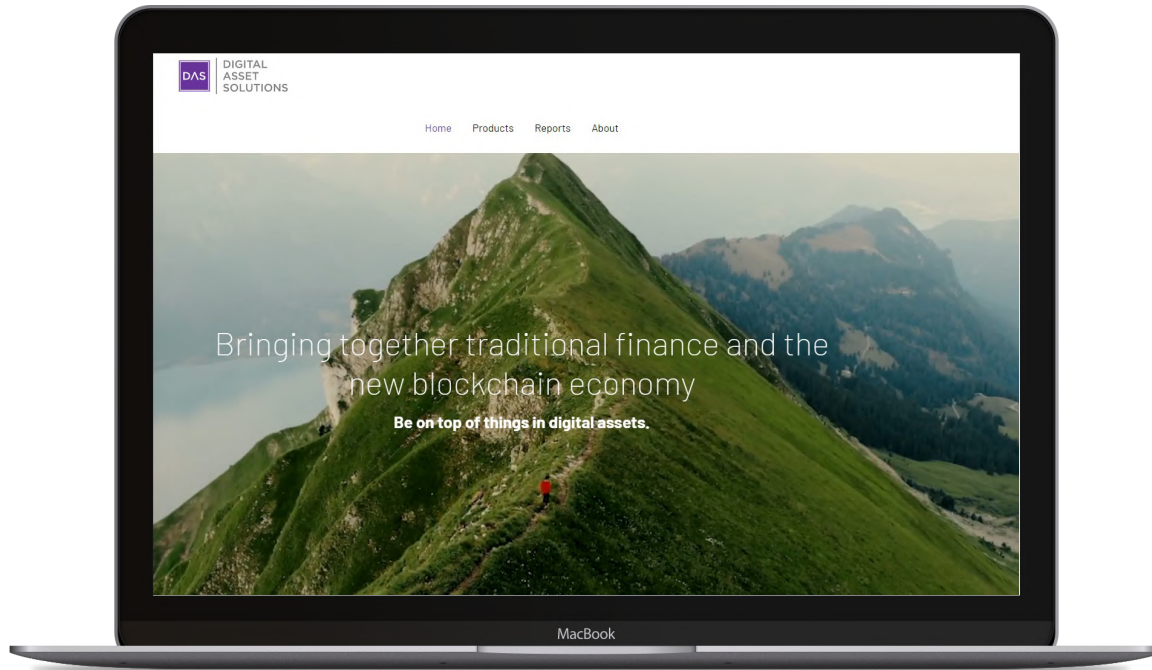 DAS
DIGITAL
ASSET
SOLUTIONS
Home Products Reports About
Bringing together traditional finance and the
new blockchain economy
Be on top of things in digital assets.
MacBook